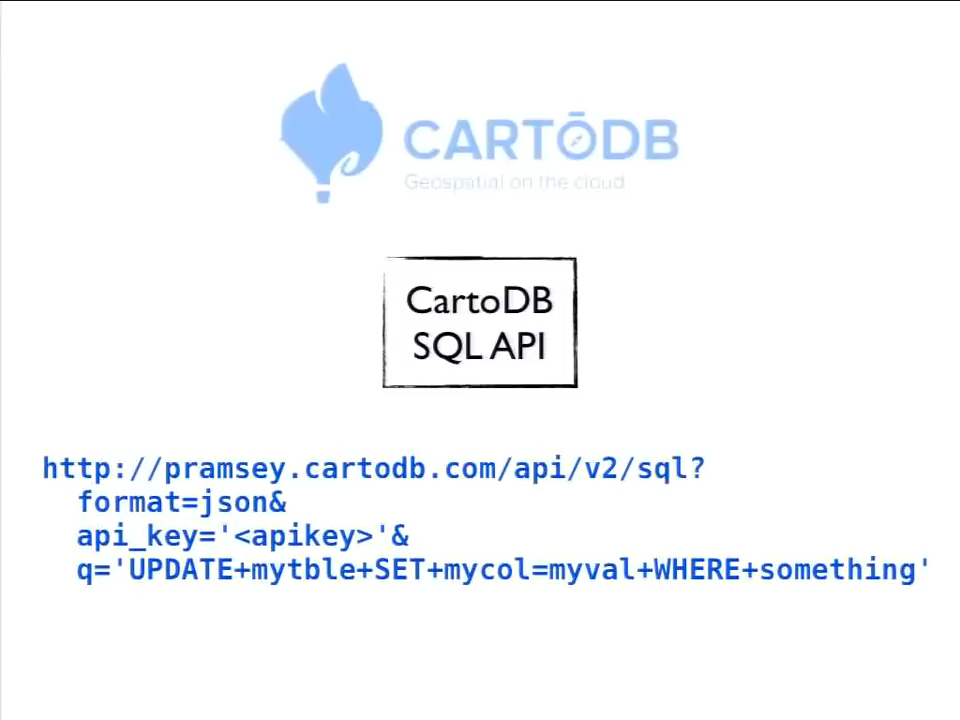 CARTODB
Geospatial on the cloud
CartoDB
SQL API
http://pramsey.cartodb.com/api/v2/sql?
format=json&
api_key='<apikey>'&
q='UPDATE+mytble+SET+mycol=myval+WHERE+something'